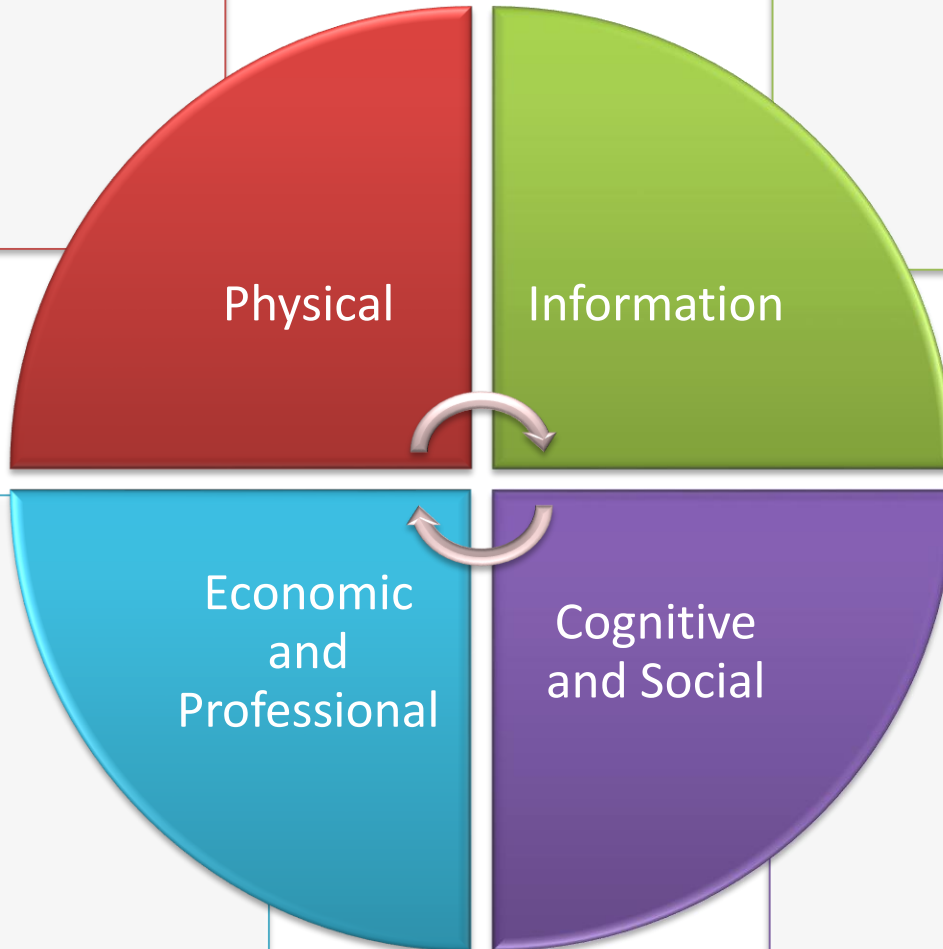 Physical
Information
Economic
and
Professional
Cognitive
and Social